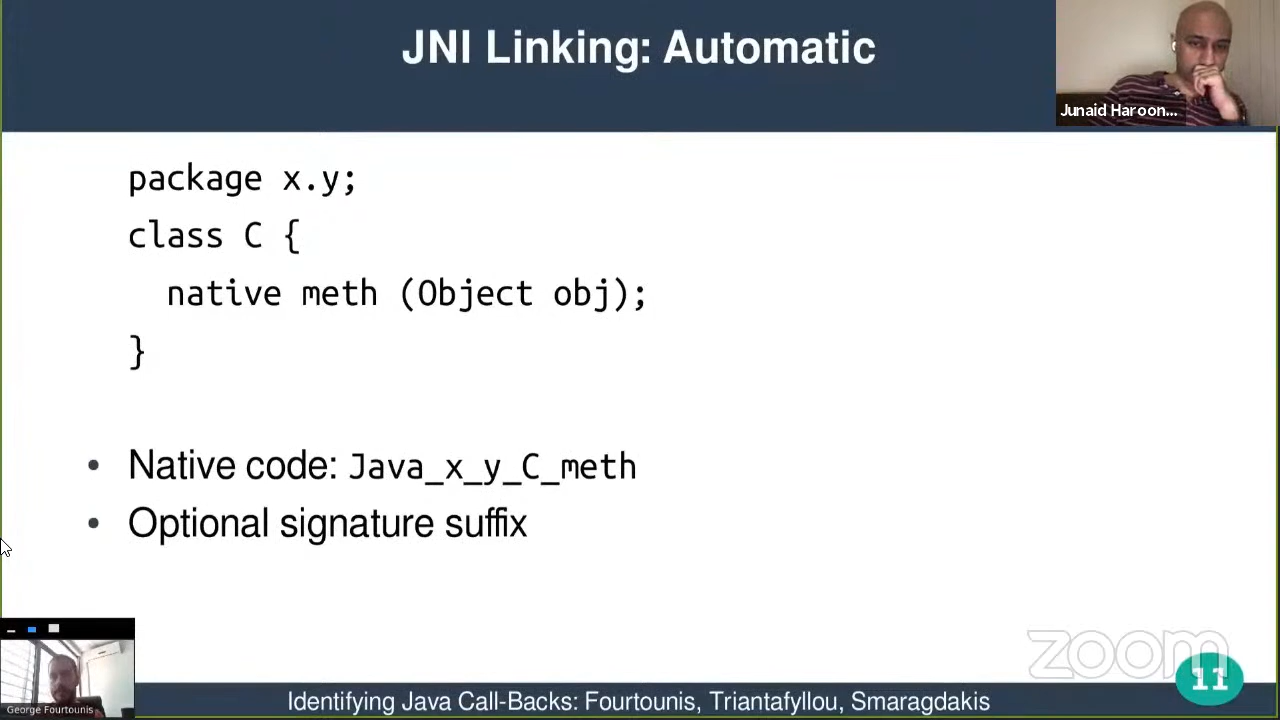 JNI Linking: Automatic
Junaid Haroon...
package x.y;
class C {
native meth (Object obj);
}
• Native code: Java_x_y_C_meth
• Optional signature suffix
zoom
11
George Fourtounis
Identifying Java Call-Backs: Fourtounis, Triantafyllou, Smaragdakis